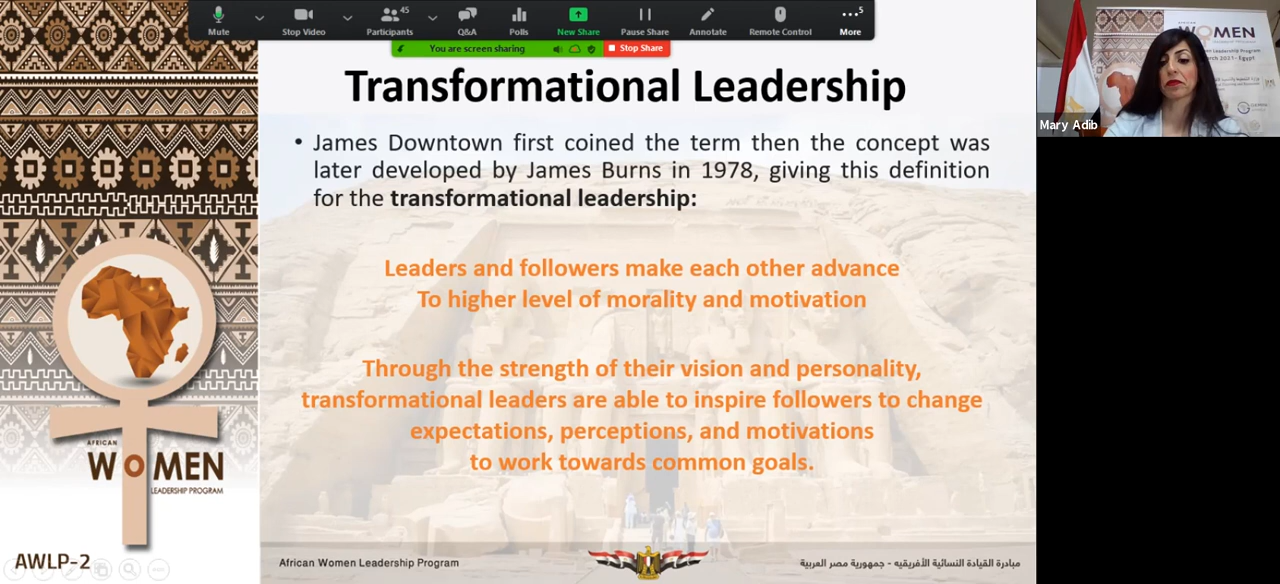 45
5
Mute
Stop Video
Participants
Q&A
Polls
New Share
Pause Share
Annotate
Remote Control
More
You are screen sharing
Stop Share
Transformational Leadership
• James Downtown first coined the term then the concept was
later developed by James Burns in 1978, giving this definition
for the transformational leadership:
Leaders and followers make each other advance
To higher level of morality and motivation
Through the strength of their vision and personality,
transformational leaders are able to inspire followers to change
expectations, perceptions, and motivations
to work towards common goals.
AFRICAN
WOMEN
LEADERSHIP PROGRAM
AWLP-2
African Women Leadership Program
مبادرة القيادة النسائية الأفريقيه - جمهورية مصر العربية
WOMEN
Leadership Program
Egypt
Mary Adib